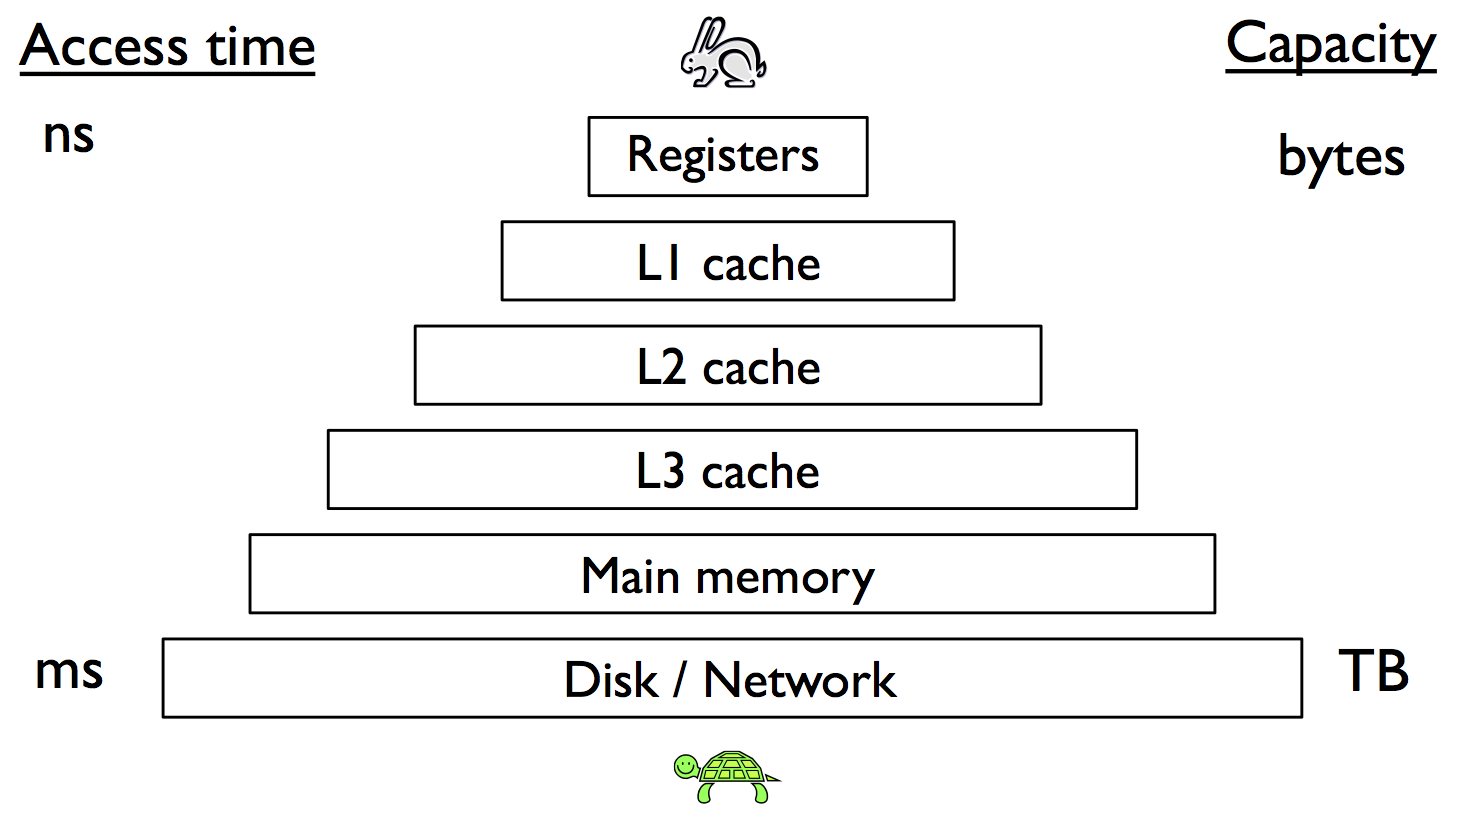 Access time
Capacity
ns
Registers
bytes
L1 cache
L2 cache
L3 cache
Main memory
ms
Disk / Network
TB